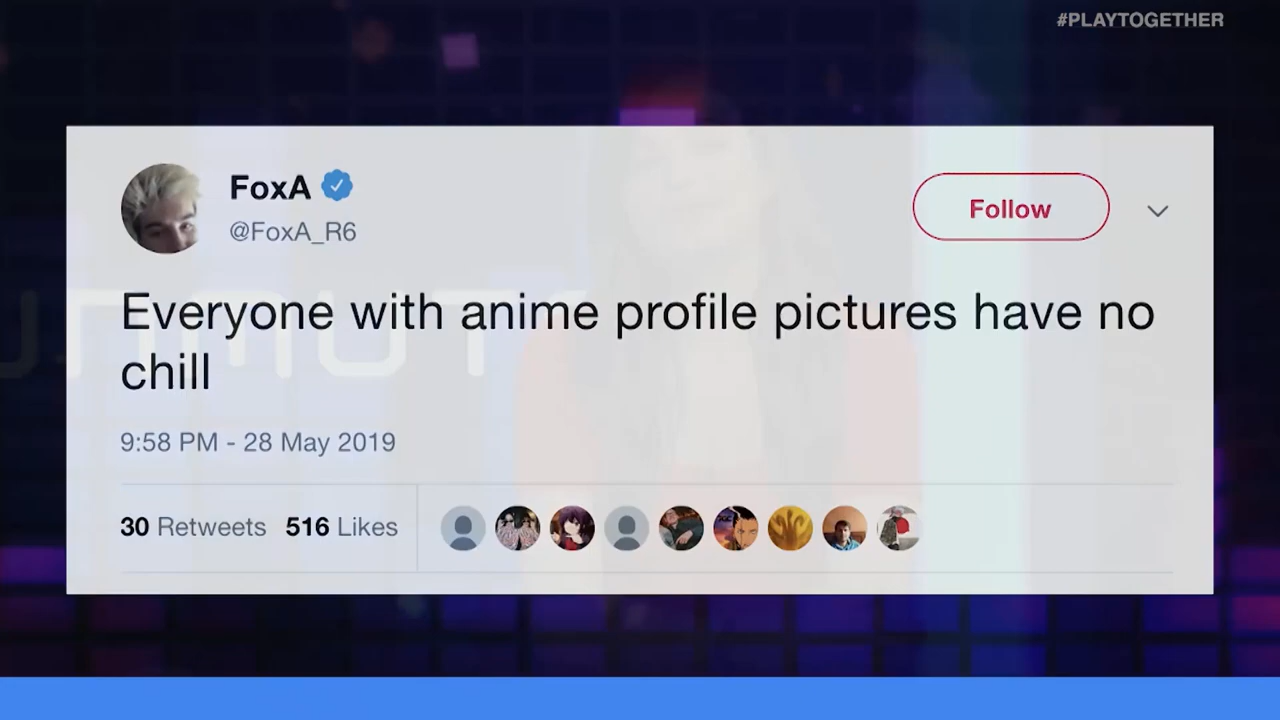 #PLAYTOGETHER
FoxA
@FoxA_R6
Follow
Everyone with anime profile pictures have no
chill
9:58 PM - 28 May 2019
30 Retweets 516 Likes